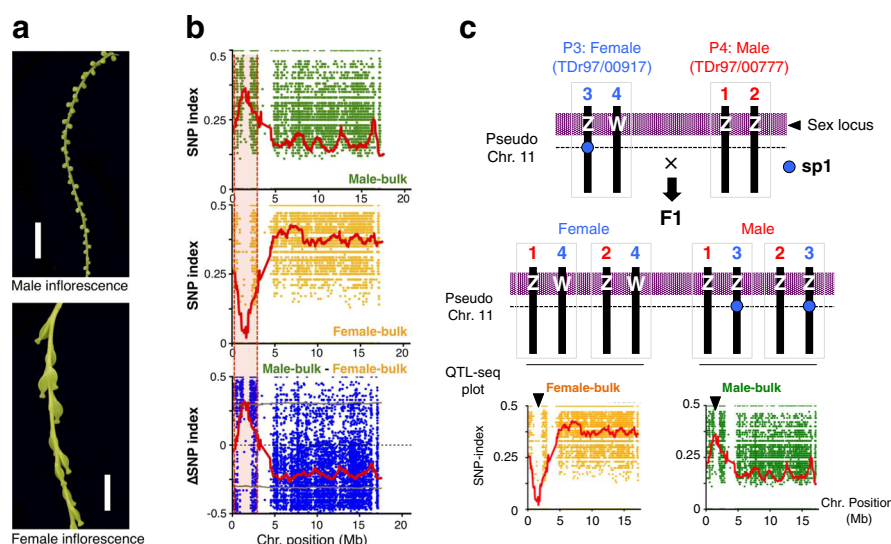 a
Male inflorescence
Female inflorescence
b
0.5
SNP index
0.25
0
Male-bulk
0 5 10 15 20
0.5
SNP index
0.25
0
Female-bulk
0 5 10 15 20
Male-bulk - Female-bulk
0.5
ΔSNP index
0
-0.5
0 5 10 15 20
Chr. position (Mb)
c
P3: Female
(TDr97/00917)
P4: Male
(TDr97/00777)
3 4
1 2
Z W
Z Z
Sex locus
Pseudo
Chr. 11
×
sp1
F1
Female
Male
1 4 2 4 1 3 2 3
Z W Z W Z Z Z Z
Pseudo
Chr. 11
QTL-seq
plot
Female-bulk
Male-bulk
0.5
SNP-index
0.25
0
0 5 10 15
0.5
0.25
0
0 5 10 15
Chr. Position
(Mb)